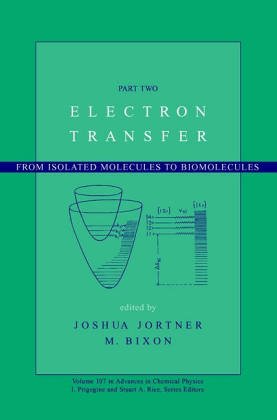 PART TWO
ELECTRON
TRANSFER
FROM ISOLATED MOLECULES TO BIOMOLECULES
edited by
JOSHUA JORTNER
M. BIXON
Volume 107 in Advances in Chemical Physics
I. Prigogine and Stuart A. Rice, Series Editors